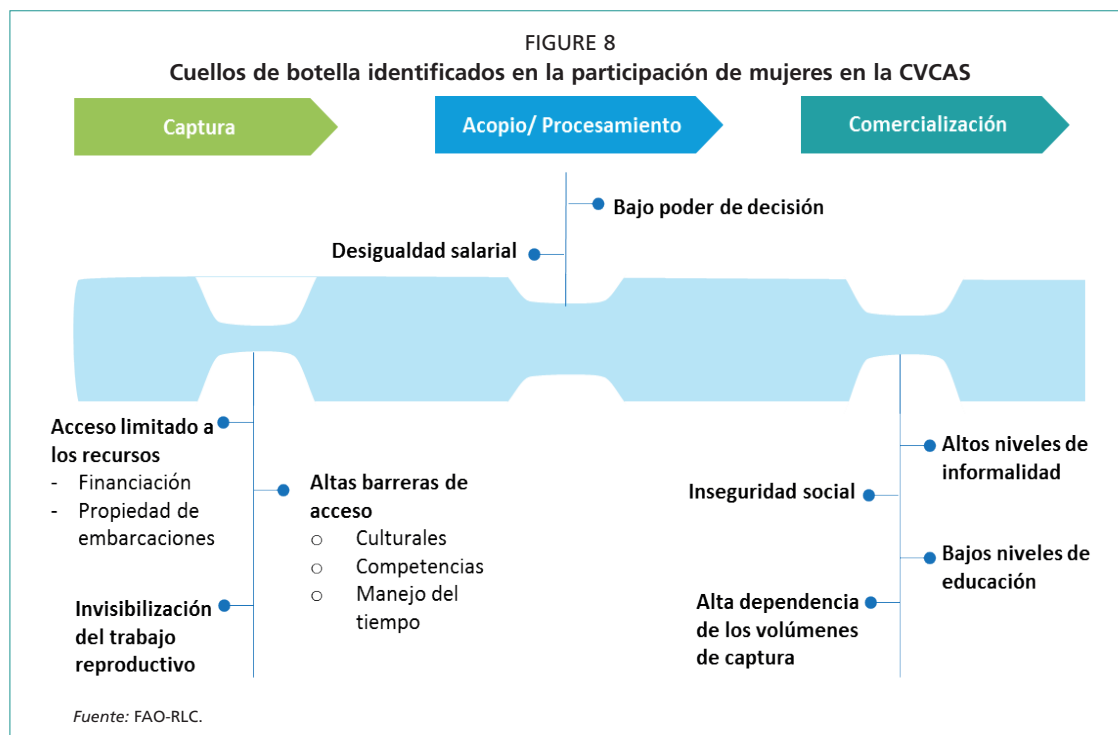 FIGURE 8
Cuellos de botella identificados en la participación de mujeres en la CVCAS
Captura
Acopio/ Procesamiento
Comercialización
Bajo poder de decisión
Desigualdad salarial
Acceso limitado a
los recursos
- Financiación
- Propiedad de
embarcaciones
Altas barreras de
acceso
o Culturales
o Competencias
o Manejo del
tiempo
Invisibilización
del trabajo
reproductivo
Altos niveles de
informalidad
Inseguridad social
Bajos niveles de
educación
Alta dependencia
de los volúmenes
de captura
Fuente: FAO-RLC.